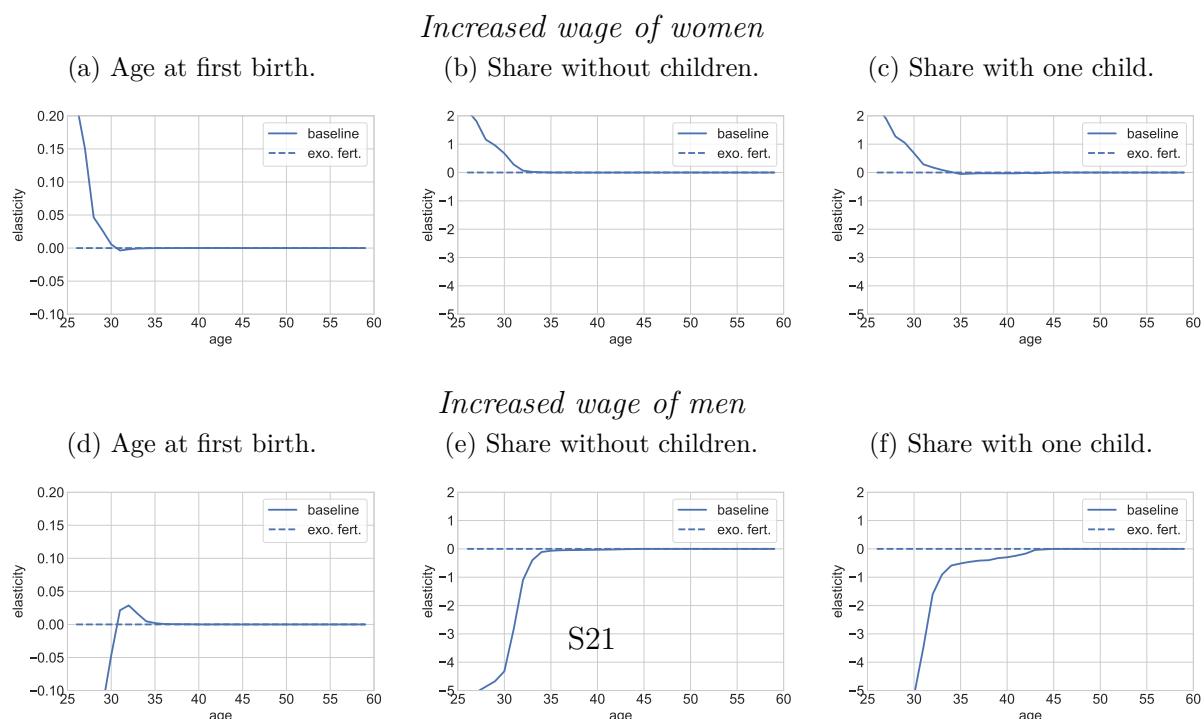 Increased wage of women
(a) Age at first birth.
(b) Share without children.
(c) Share with one child.
0.20
0.15
0.10
0.05
0.00
−0.05
−0.10
elasticity
baseline
exo. fert.
25 30 35 40 45 50 55 60
age
2
1
0
−1
−2
−3
−4
−5
elasticity
baseline
exo. fert.
25 30 35 40 45 50 55 60
age
2
1
0
−1
−2
−3
−4
−5
elasticity
baseline
exo. fert.
25 30 35 40 45 50 55 60
age
Increased wage of men
(d) Age at first birth.
(e) Share without children.
(f) Share with one child.
0.20
0.15
0.10
0.05
0.00
−0.05
−0.10
elasticity
baseline
exo. fert.
25 30 35 40 45 50 55 60
age
2
1
0
−1
−2
−3
−4
−5
elasticity
baseline
exo. fert.
S21
25 30 35 40 45 50 55 60
age
2
1
0
−1
−2
−3
−4
−5
elasticity
baseline
exo. fert.
25 30 35 40 45 50 55 60
age